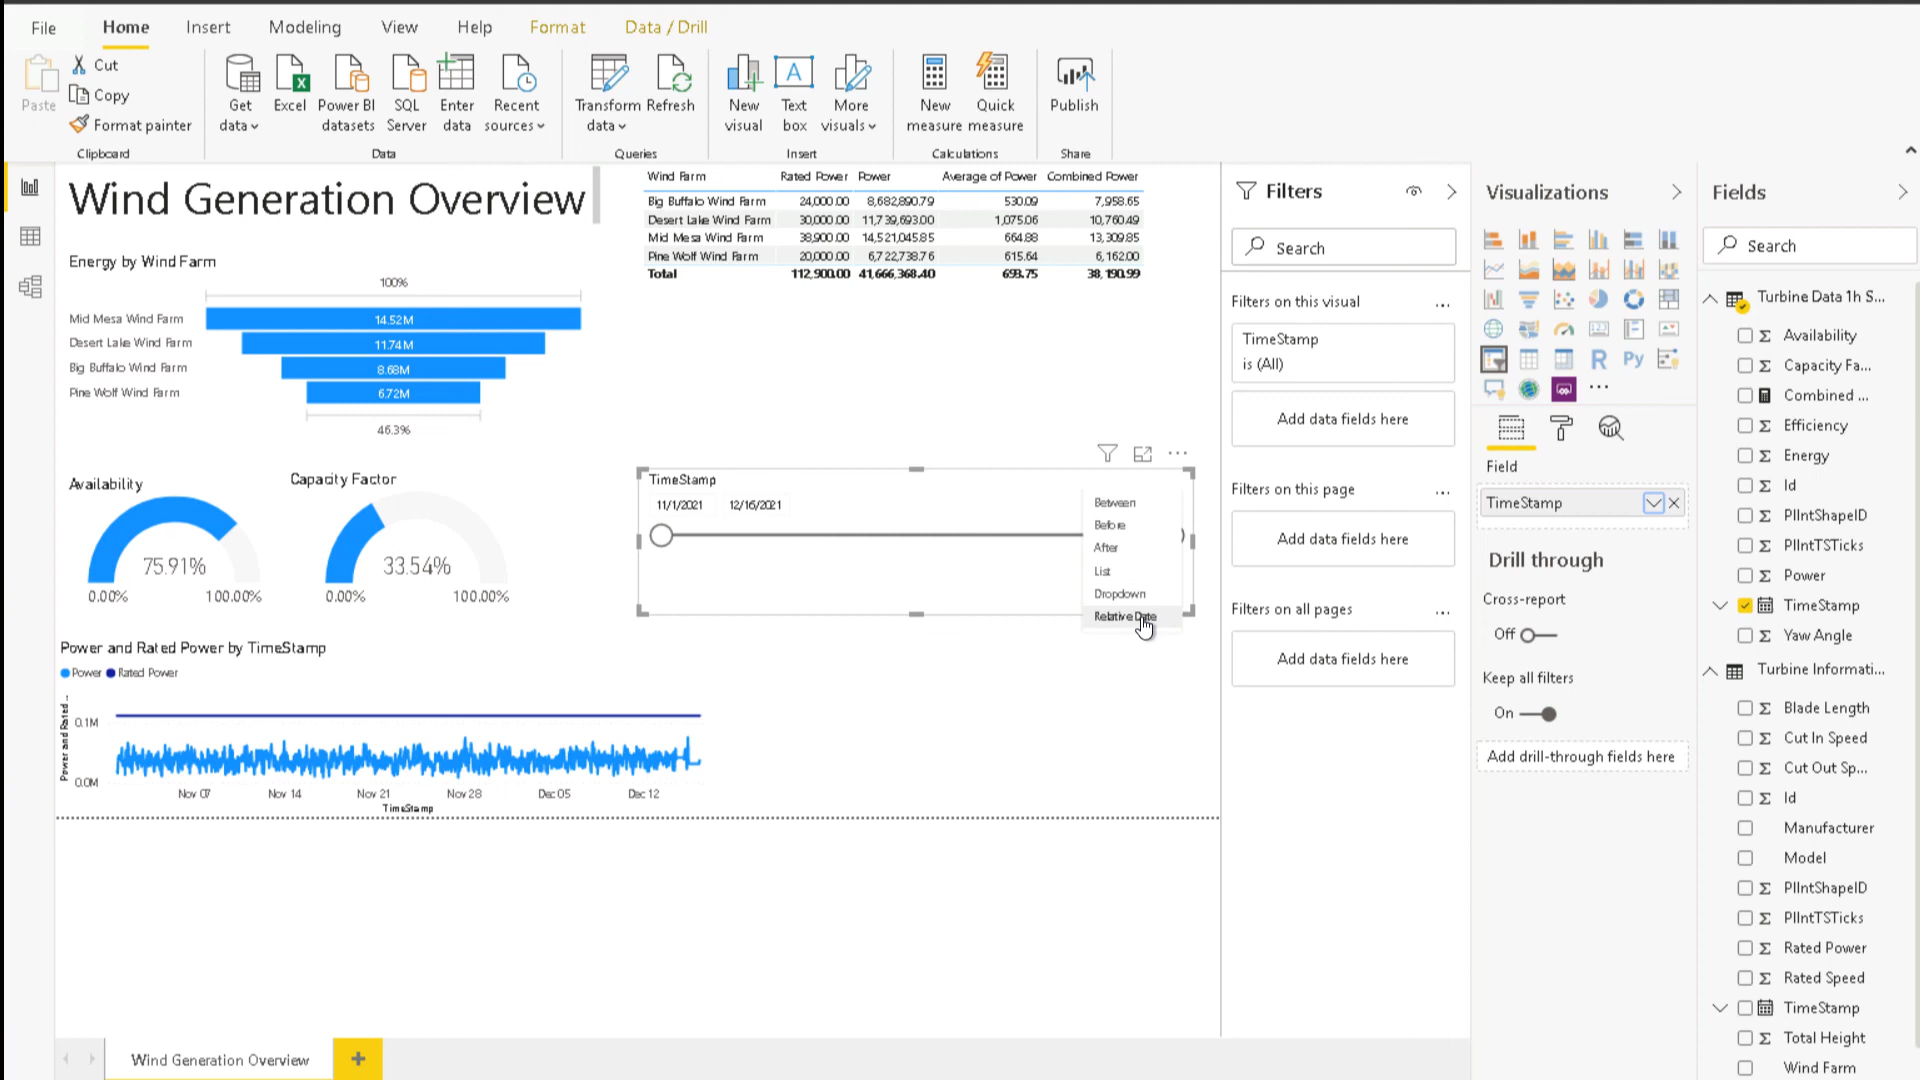 File Home Insert Modeling View Help Format Data / Drill
Paste Cut Copy Format painter
Clipboard
Get data Excel Power BI datasets SQL Server Enter data Recent sources
Data
Transform data Refresh
Queries
New visual Text box More visuals
Insert
New measure Quick measure
Calculations
Publish
Share
Wind Generation Overview
Wind Farm Rated Power Power Average of Power Combined Power
Big Buffalo Wind Farm 24,000.00 8,682,890.79 530.09 7,958.65
Desert Lake Wind Farm 30,000.00 11,739,693.00 1,075.06 10,760.49
Mid Mesa Wind Farm 38,900.00 14,521,045.85 664.88 13,309.85
Pine Wolf Wind Farm 20,000.00 6,722,738.76 615.64 6,162.00
Total 112,900.00 41,666,368.40 693.75 38,190.99
Energy by Wind Farm
100%
Mid Mesa Wind Farm 14.52M
Desert Lake Wind Farm 11.74M
Big Buffalo Wind Farm 8.68M
Pine Wolf Wind Farm 6.72M
46.3%
Availability
75.91%
0.00% 100.00%
Capacity Factor
33.54%
0.00% 100.00%
TimeStamp
11/1/2021 12/16/2021
Between
Before
After
List
Dropdown
Relative Date
Power and Rated Power by TimeStamp
Power Rated Power
Power and Rated...
0.1M
0.0M
Nov 07 Nov 14 Nov 21 Nov 28 Dec 05 Dec 12
TimeStamp
Wind Generation Overview +
Filters
Search
Filters on this visual ...
TimeStamp
is (All)
Add data fields here
Filters on this page ...
Add data fields here
Filters on all pages ...
Add data fields here
Visualizations
R Py
Field
TimeStamp
Drill through
Cross-report
Off
Keep all filters
On
Add drill-through fields here
Fields
Search
Turbine Data 1h S...
Availability
Capacity Fa...
Combined ...
Efficiency
Energy
Id
PIIntShapeID
PIIntTSTicks
Power
TimeStamp
Yaw Angle
Turbine Informati...
Blade Length
Cut In Speed
Cut Out Sp...
Id
Manufacturer
Model
PIIntShapeID
PIIntTSTicks
Rated Power
Rated Speed
TimeStamp
Total Height
Wind Farm